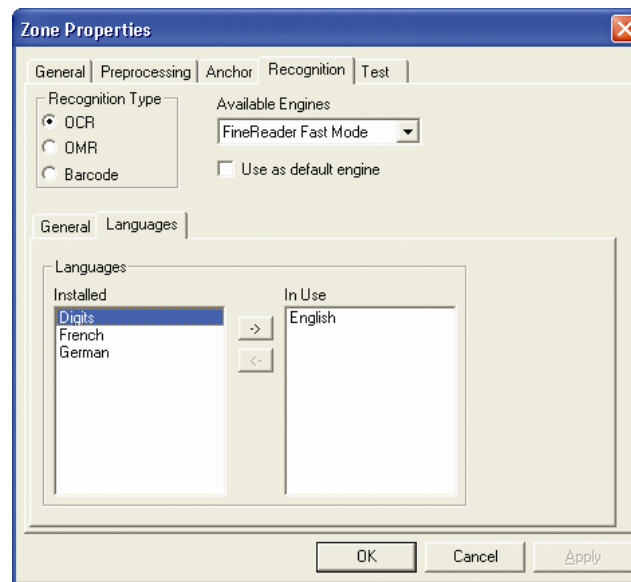 Zone Properties
General Preprocessing Anchor Recognition Test
Recognition Type
OCR
OMR
Barcode
Available Engines
FineReader Fast Mode
Use as default engine
General Languages
Languages
Installed
Digits
French
German
->
<-
In Use
English
OK Cancel Apply